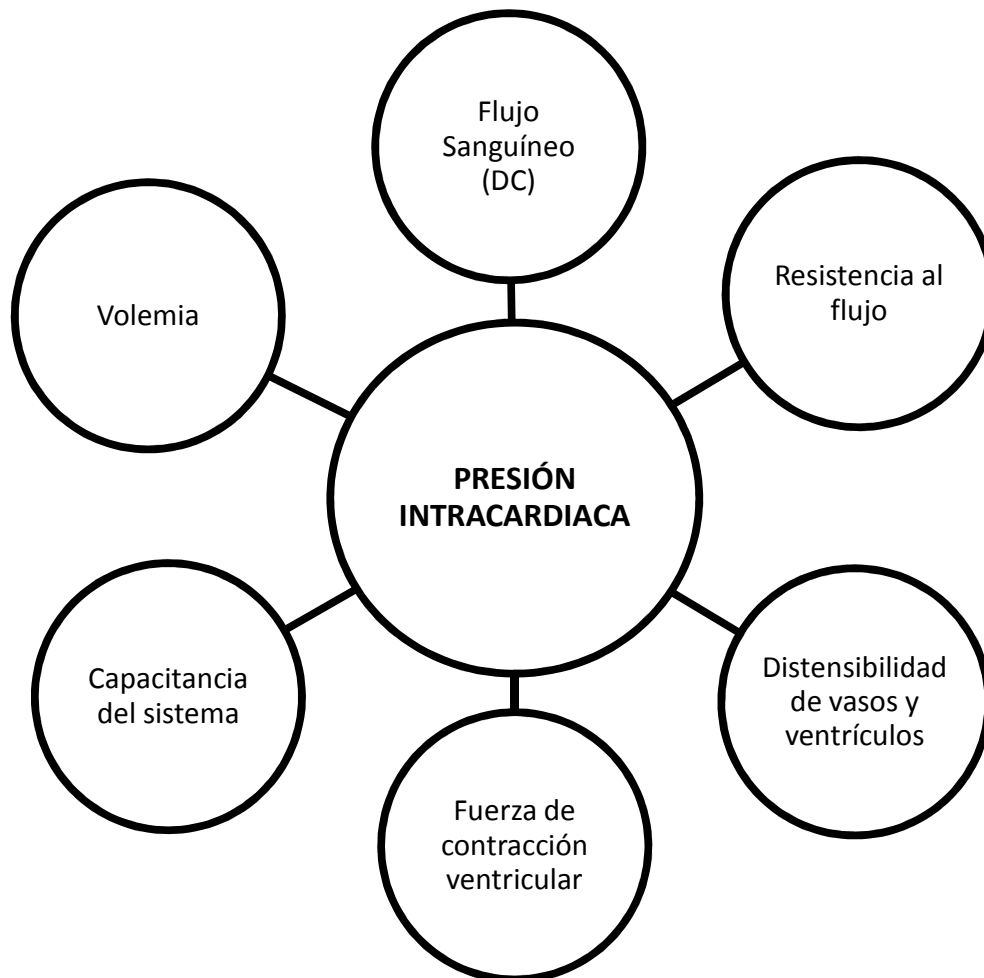 Flujo
Sanguíneo
(DC)
Resistencia al
flujo
Volemia
PRESIÓN
INTRACARDIACA
Capacitancia
del sistema
Distensibilidad
de vasos y
ventrículos
Fuerza de
contracción
ventricular